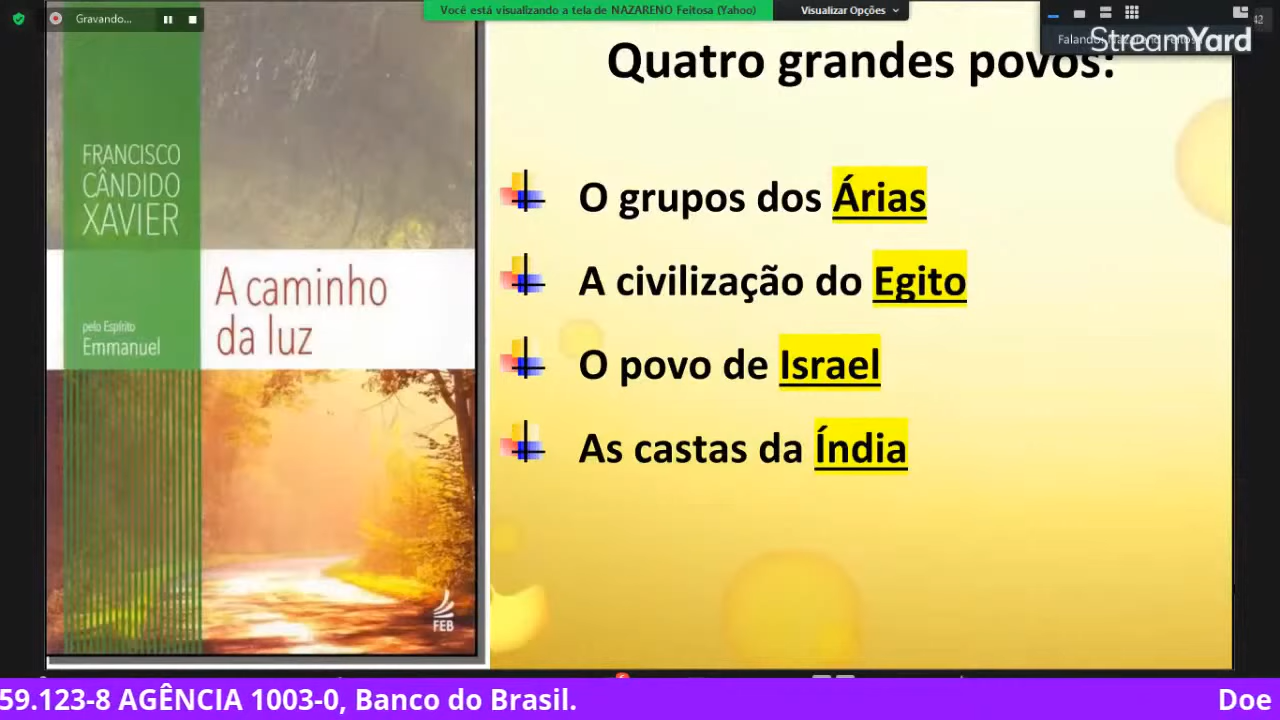 Gravando...
Você está visualizando a tela de NAZARENO Feitosa (Yahoo)
Visualizar Opções
42
StreamYard
Quatro grandes povos:
FRANCISCO
CÂNDIDO
XAVIER
A caminho
da luz
pelo Espírito
Emmanuel
FEB
O grupos dos Árias
A civilização do Egito
O povo de Israel
As castas da Índia
59.123-8 AGÊNCIA 1003-0, Banco do Brasil.
Doe